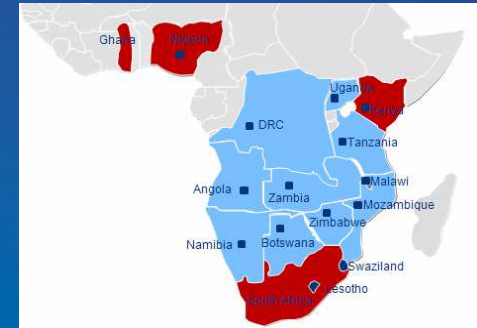 Ghana
Nigeria
Uganda
Kenya
DRC
Tanzania
Malawi
Angola
Zambia
Mozambique
Zimbabwe
Namibia
Botswana
Swaziland
Lesotho
South Africa